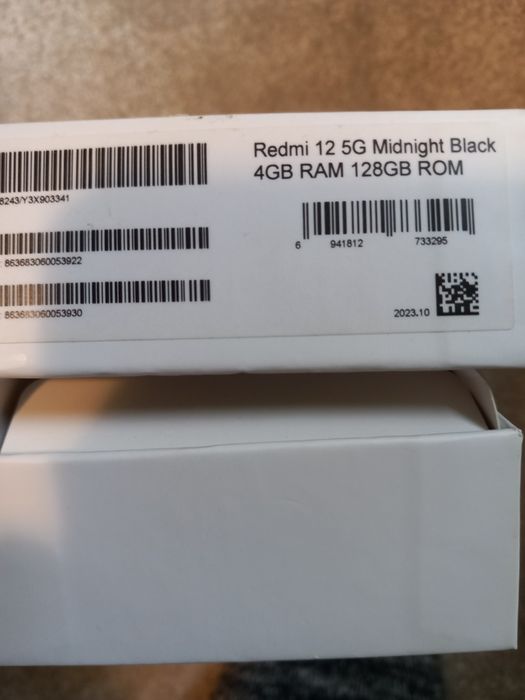 Redmi 12 5G Midnight Black
4GB RAM 128GB ROM
8243/Y3X903341
: 863683060053922
: 863683060053930
6 941812 733295
2023.10